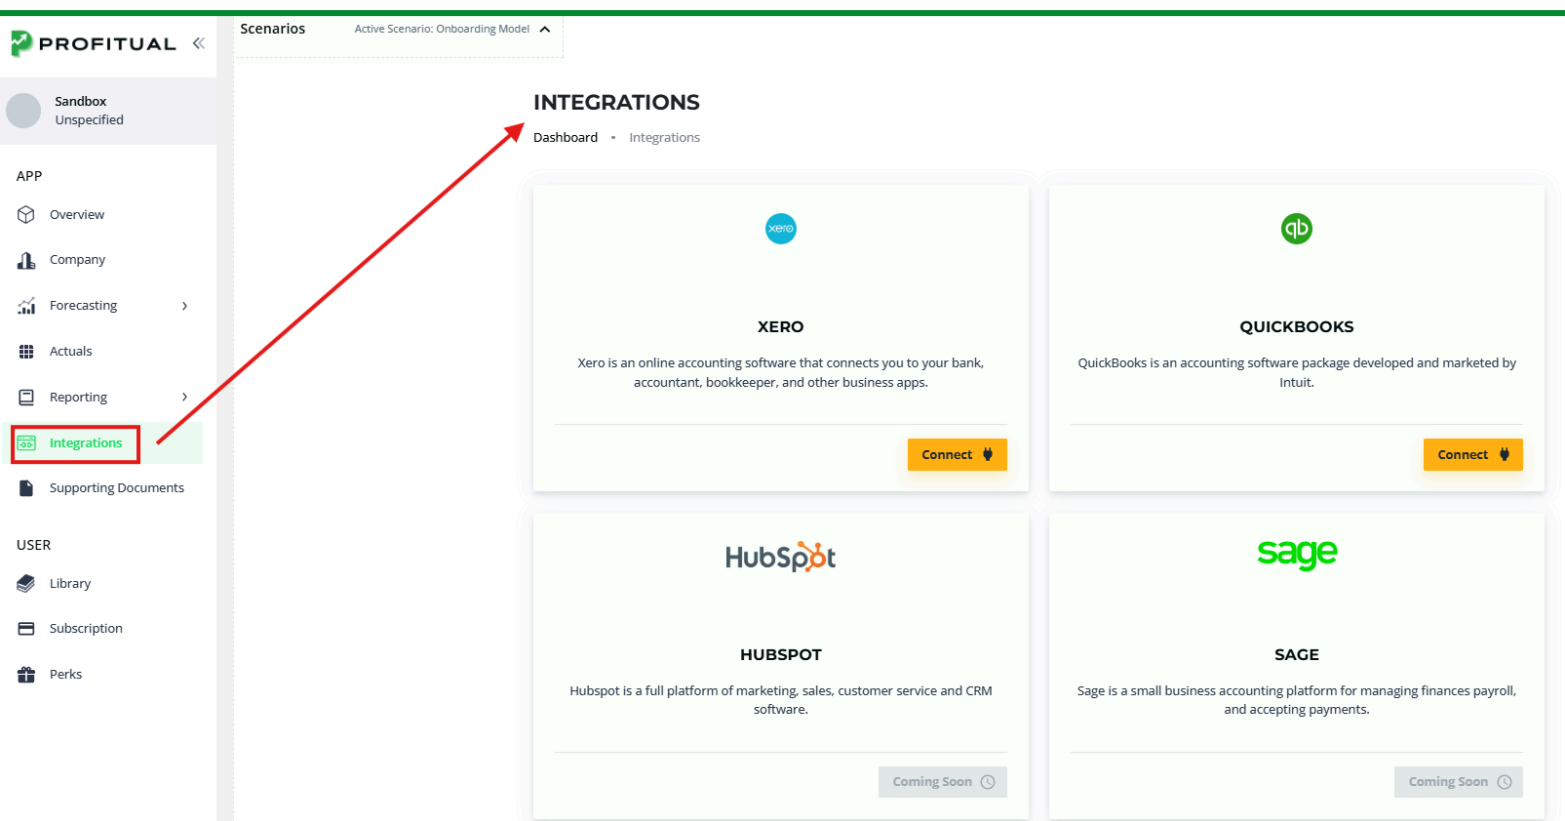 Scenarios Active Scenario: Onboarding Model
PROFITUAL
Sandbox
Unspecified
APP
Overview
Company
Forecasting
Actuals
Reporting
Integrations
Supporting Documents
USER
Library
Subscription
Perks
INTEGRATIONS
Dashboard - Integrations
xero
XERO
Xero is an online accounting software that connects you to your bank,
accountant, bookkeeper, and other business apps.
Connect
qb
QUICKBOOKS
QuickBooks is an accounting software package developed and marketed by
Intuit.
Connect
HubSpot
HUBSPOT
Hubspot is a full platform of marketing, sales, customer service and CRM
software.
Coming Soon
sage
SAGE
Sage is a small business accounting platform for managing finances payroll,
and accepting payments.
Coming Soon